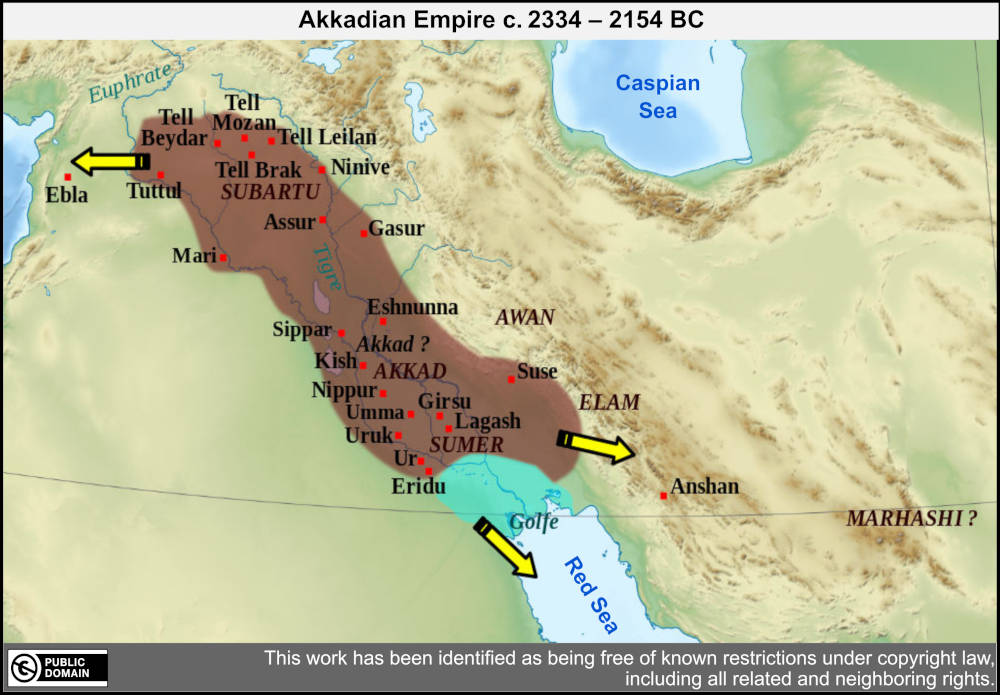 Akkadian Empire c. 2334 – 2154 BC
Caspian
Sea
Euphrate
Tell
Mozan
Tell
Beydar
Tell Leilan
Tell Brak
Ninive
Ebla
Tuttul
SUBARTU
Assur
Gasur
Mari
Tigre
Eshnunna
AWAN
Sippar
Akkad ?
Kish
AKKAD
Suse
Nippur
Girsu
ELAM
Umma
Lagash
Uruk
SUMER
Ur
Eridu
Anshan
Golfe
MARHASHI ?
Red Sea
PUBLIC
DOMAIN
This work has been identified as being free of known restrictions under copyright law,
including all related and neighboring rights.